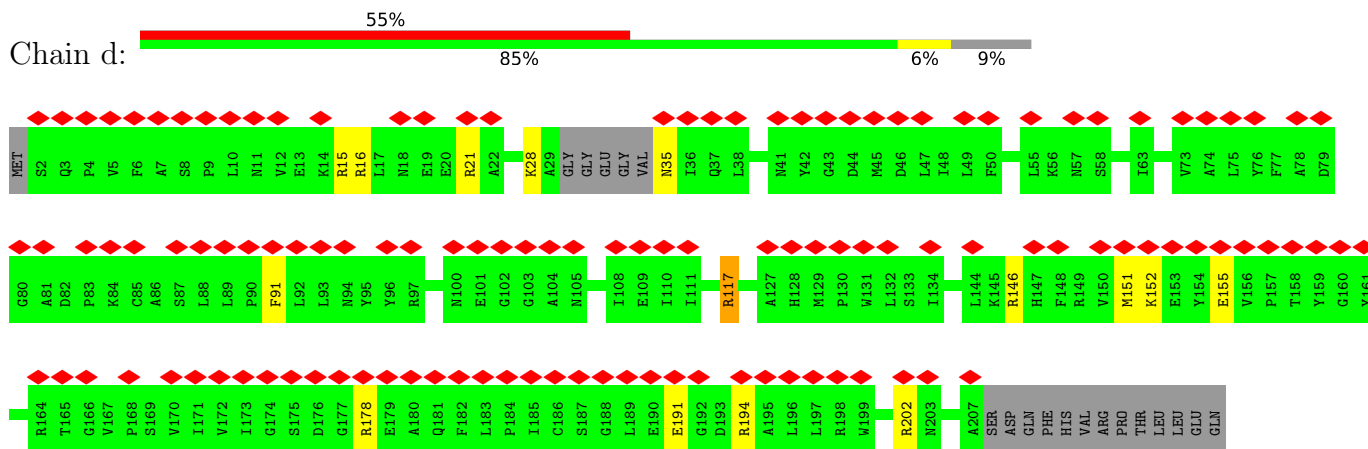 55%
Chain d:
85% 6% 9%
MET S2 Q3 P4 V5 F6 A7 S8 P9 L10 N11 V12 E13 K14 R15 R16 L17 N18 E19 E20 R21 A22 K28 A29 GLY GLY GLU GLY VAL N35 I36 Q37 L38 N41 Y42 G43 D44 M45 D46 L47 I48 L49 F50 L55 K56 N57 S58 I63 V73 A74 L75 Y76 F77 A78 D79
G80 A81 D82 P83 K84 C85 A86 S87 L88 L89 P90 F91 L92 L93 N94 Y95 Y96 R97 N100 E101 G102 G103 A104 N105 I108 E109 I110 I111 R117 A127 H128 M129 P130 W131 L132 S133 I134 L144 K145 R146 H147 F148 R149 V150 M151 K152 E153 Y154 E155 V156 P157 T158 Y159 G160 Y161
R164 T165 G166 V167 P168 S169 V170 I171 V172 I173 G174 S175 D176 G177 R178 E179 A180 Q181 F182 L183 P184 I185 C186 S187 G188 L189 E190 E191 G192 D193 R194 A195 L196 L197 R198 W199 R202 N203 A207 SER ASP GLN PHE HIS VAL ARG PRO THR LEU LEU GLU GLN